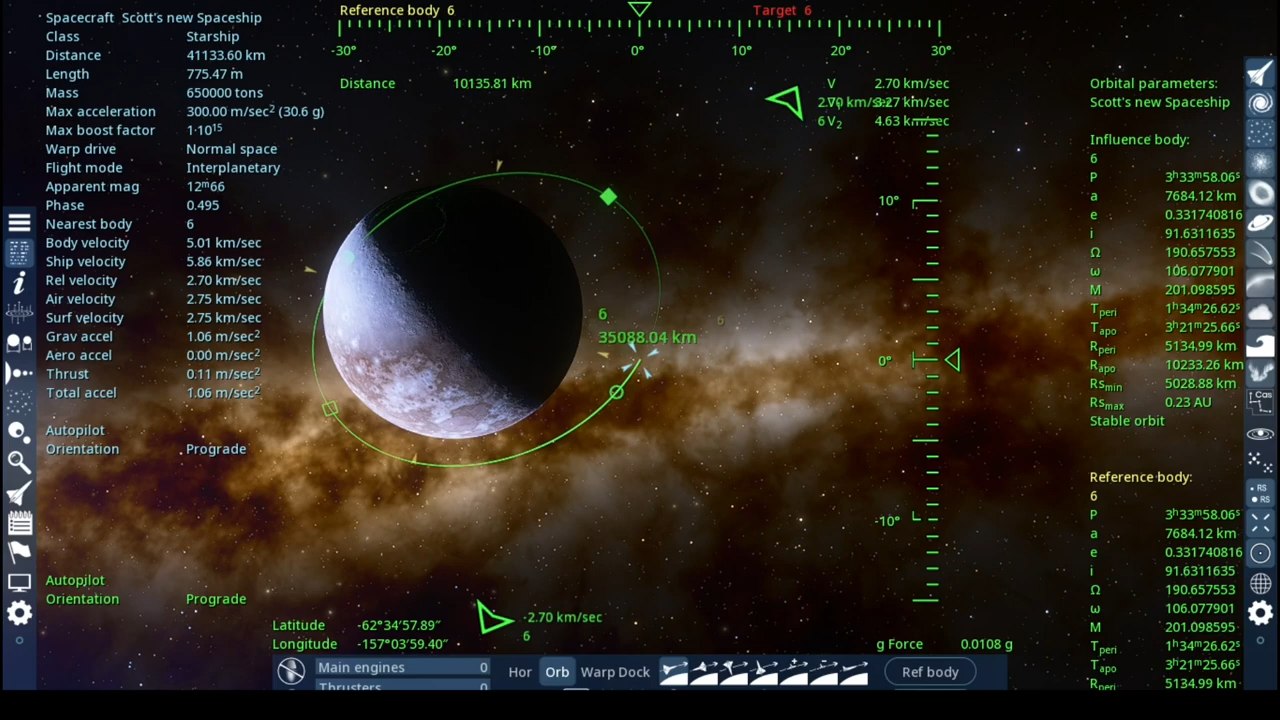 Spacecraft Scott's new Spaceship
Class Starship
Distance 41133.60 km
Length 775.47 m
Mass 650000 tons
Max acceleration 300.00 m/sec² (30.6 g)
Max boost factor 1·10¹⁵
Warp drive Normal space
Flight mode Interplanetary
Apparent mag 12ᵐ66
Phase 0.495
Nearest body 6
Body velocity 5.01 km/sec
Ship velocity 5.86 km/sec
Rel velocity 2.70 km/sec
Air velocity 2.75 km/sec
Surf velocity 2.75 km/sec
Grav accel 1.06 m/sec²
Aero accel 0.00 m/sec²
Thrust 0.11 m/sec²
Total accel 1.06 m/sec²
Autopilot
Orientation Prograde
Autopilot
Orientation Prograde
Reference body 6 Target 6
-30° -20° -10° 0° 10° 20° 30°
Distance 10135.81 km
V 2.70 km/sec
2.70 km/sec 3.27 km/sec
6 V₂ 4.63 km/sec
10°
0°
-10°
6
35088.04 km
6
-2.70 km/sec
6
Latitude -62°34′57.89″
Longitude -157°03′59.40″
g Force 0.0108 g
Main engines 0
Thrusters 0
Hor Orb Warp Dock Ref body
Orbital parameters:
Scott's new Spaceship
Influence body:
6
P 3ʰ33ᵐ58.06ˢ
a 7684.12 km
e 0.331740816
i 91.6311635
Ω 190.657553
ω 106.077901
M 201.098595
Tperi 1ʰ34ᵐ26.62ˢ
Tapo 3ʰ21ᵐ25.66ˢ
Rperi 5134.99 km
Rapo 10233.26 km
Rsmin 5028.88 km
Rsmax 0.23 AU
Stable orbit
Reference body:
6
P 3ʰ33ᵐ58.06ˢ
a 7684.12 km
e 0.331740816
i 91.6311635
Ω 190.657553
ω 106.077901
M 201.098595
Tperi 1ʰ34ᵐ26.62ˢ
Tapo 3ʰ21ᵐ25.66ˢ
Rperi 5134.99 km
Cas
RS
RS